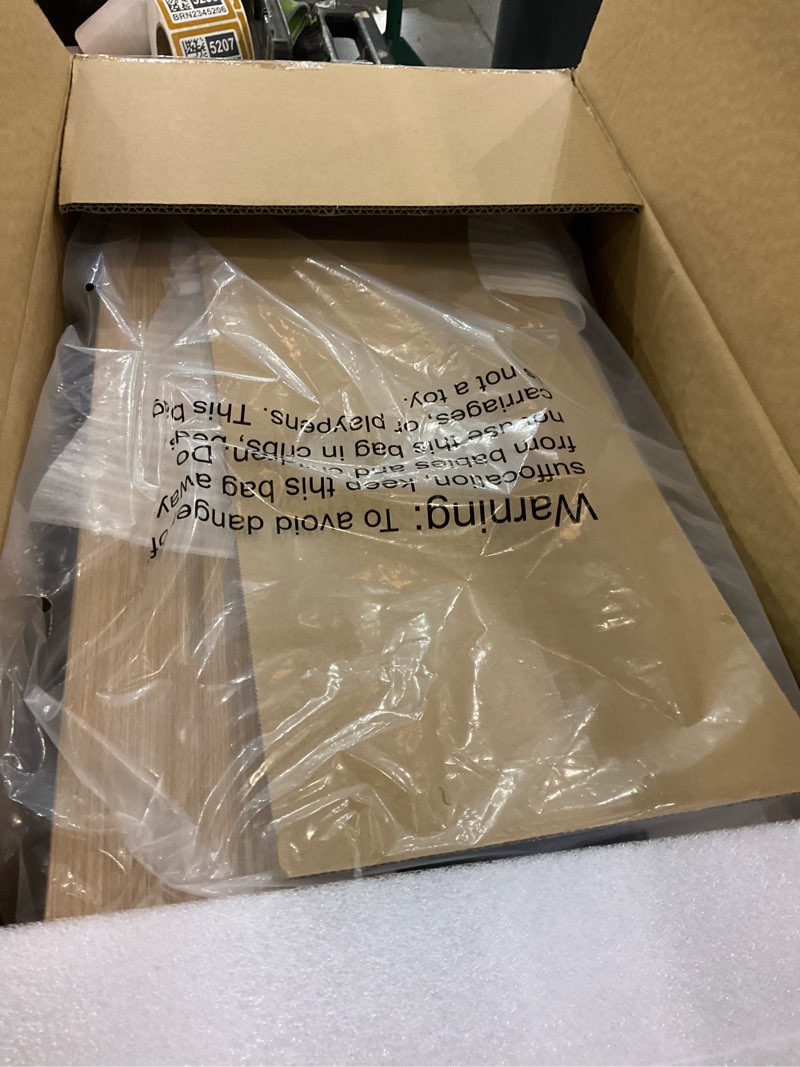 BRN2345206
5207
Warning: To avoid danger of
suffocation, keep this bag away
from babies and children. Do
not use this bag in cribs, beds,
carriages, or playpens. This bag
is not a toy.